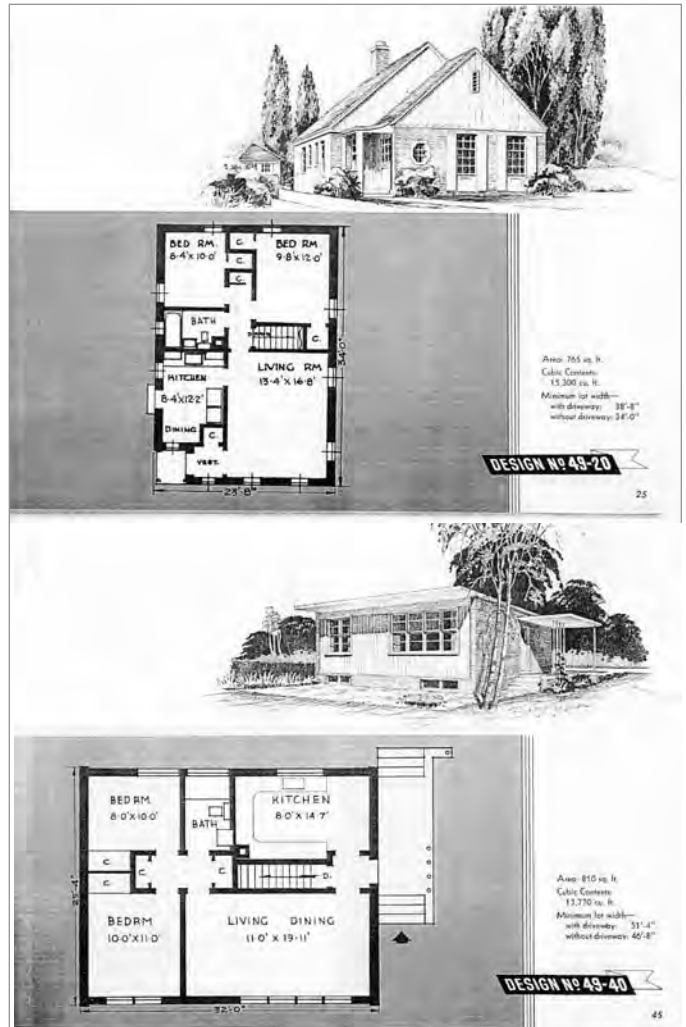 BED RM.
8-4'X10-0'
C.
C.
C.
BED RM
9-8'X12-0'
BATH
C.
34-0"
KITCHEN
8-4'X12-2'
DINING
LIVING RM
13-4'X16-8'
C.
VEST.
23'-8"
Area: 765 sq. ft.
Cubic Contents:
15,300 cu. ft.
Minimum lot width—
with driveway: 38'-8"
without driveway: 34'-0"
DESIGN Nº 49-20
25
BED RM.
8-0'X10-0'
BATH
KITCHEN
8-0'X14-7'
C.
C.
C.
C.
D.
25'-4"
BEDRM
10-0'X11-0'
LIVING DINING
11-0' X 19-11'
32'-0"
Area: 810 sq. ft.
Cubic Contents:
13,770 cu. ft.
Minimum lot width—
with driveway: 51'-4"
without driveway: 46'-8"
DESIGN Nº 49-40
45